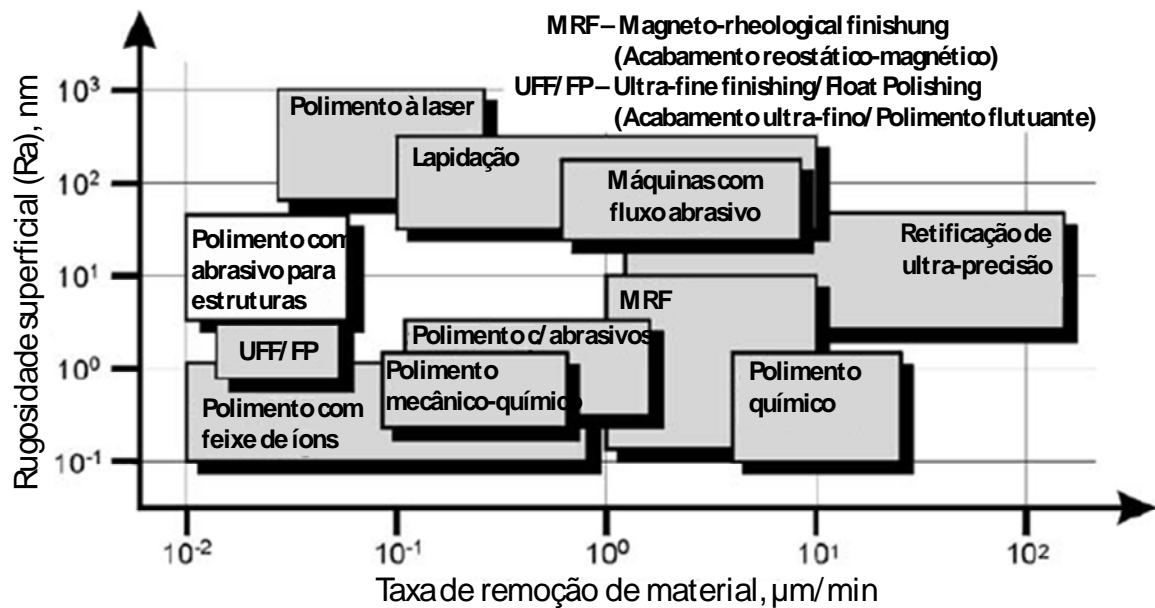 MRF – Magneto-rheological finishung
(Acabamento reostático-magnético)
UFF/FP – Ultra-fine finishing/Float Polishing
(Acabamento ultra-fino/Polimento flutuante)
Rugosidade superficial (Ra), nm
10³
10²
10¹
10⁰
10⁻¹
Polimento à laser
Lapidação
Máquinas com
fluxo abrasivo
Retificação de
ultra-precisão
Polimento com
abrasivo para
estruturas
MRF
Polimento c/ abrasivos
UFF/FP
Polimento
mecânico-químico
Polimento
químico
Polimento com
feixe de íons
10⁻²
10⁻¹
10⁰
10¹
10²
Taxa de remoção de material, µm/min